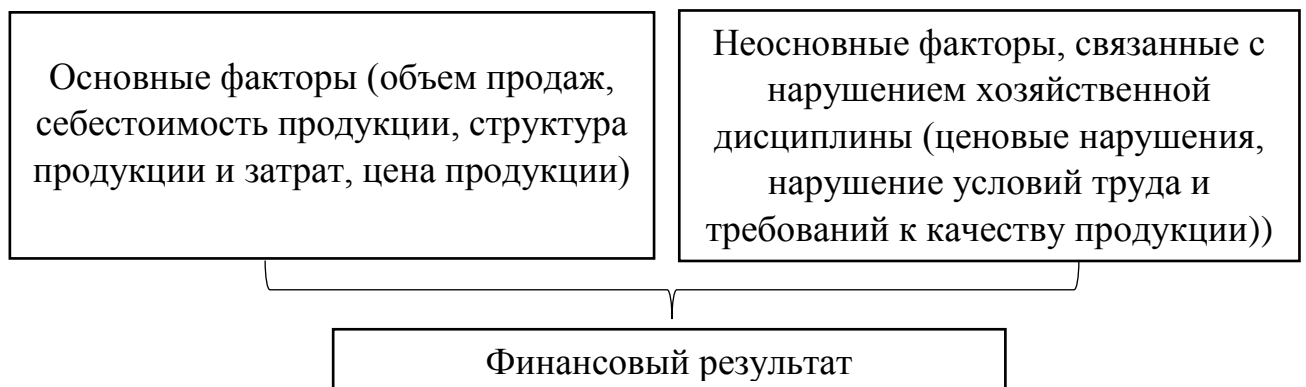 Основные факторы (объем продаж,
себестоимость продукции, структура
продукции и затрат, цена продукции)
Неосновные факторы, связанные с
нарушением хозяйственной
дисциплины (ценовые нарушения,
нарушение условий труда и
требований к качеству продукции))
Финансовый результат